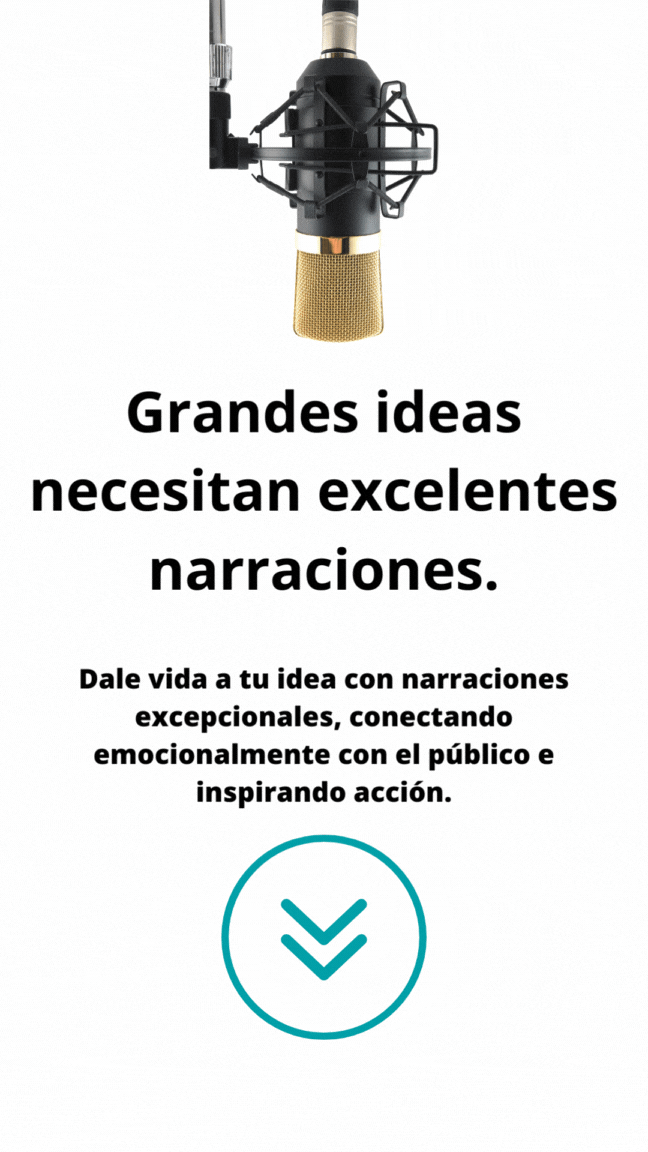 Grandes ideas
necesitan excelentes
narraciones.
Dale vida a tu idea con narraciones
excepcionales, conectando
emocionalmente con el público e
inspirando acción.